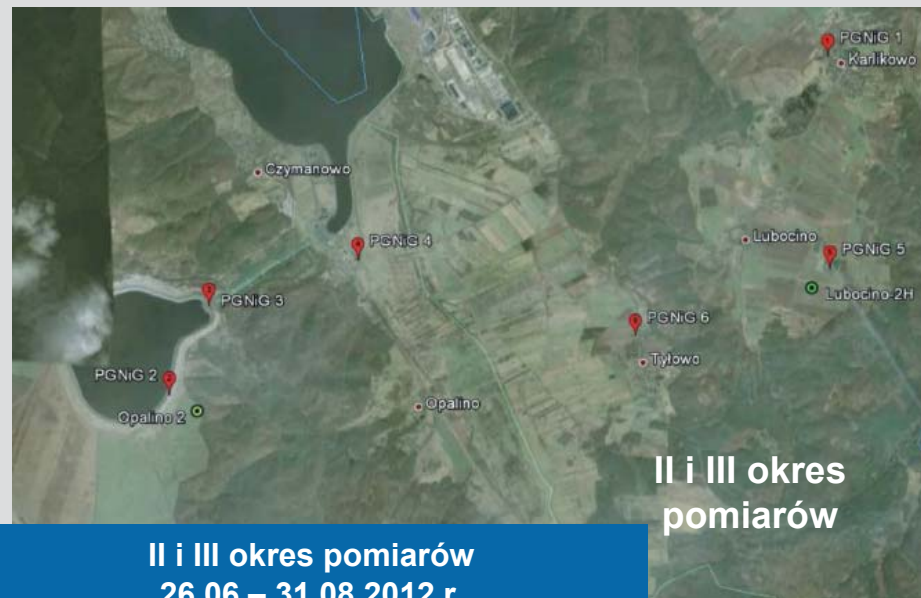 PGNiG 1
Karlikowo
Czymanowo
Lubocino
PGNiG 4
PGNiG 5
Lubocino-2H
PGNiG 3
PGNiG 6
Tyłowo
PGNiG 2
Opalino 2
Opalino
II i III okres
pomiarów
II i III okres pomiarów
26.06 – 31.08.2012 r